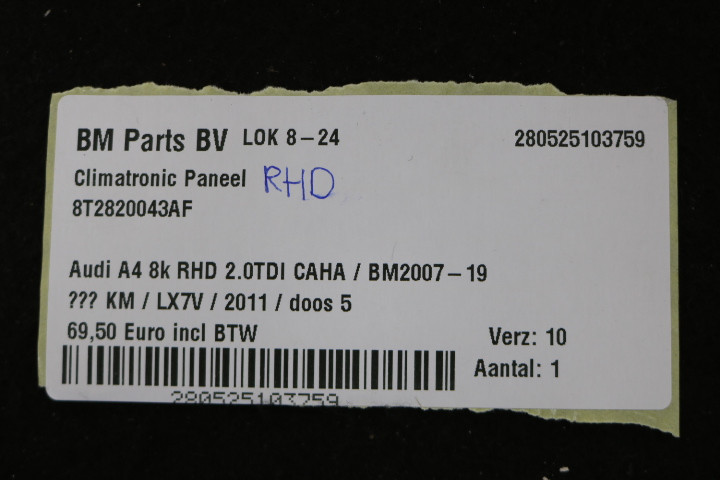 BM Parts BV LOK 8-24 280525103759
Climatronic Paneel RHD
8T2820043AF
Audi A4 8k RHD 2.0TDI CAHA / BM2007-19
??? KM / LX7V / 2011 / doos 5
69,50 Euro incl BTW Verz: 10
Aantal: 1
280525103759